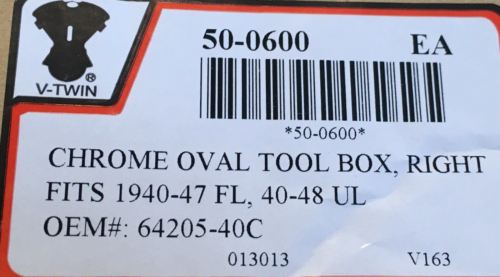 50-0600 EA
V-TWIN ®
*50-0600*
CHROME OVAL TOOL BOX, RIGHT
FITS 1940-47 FL, 40-48 UL
OEM#: 64205-40C
013013 V163